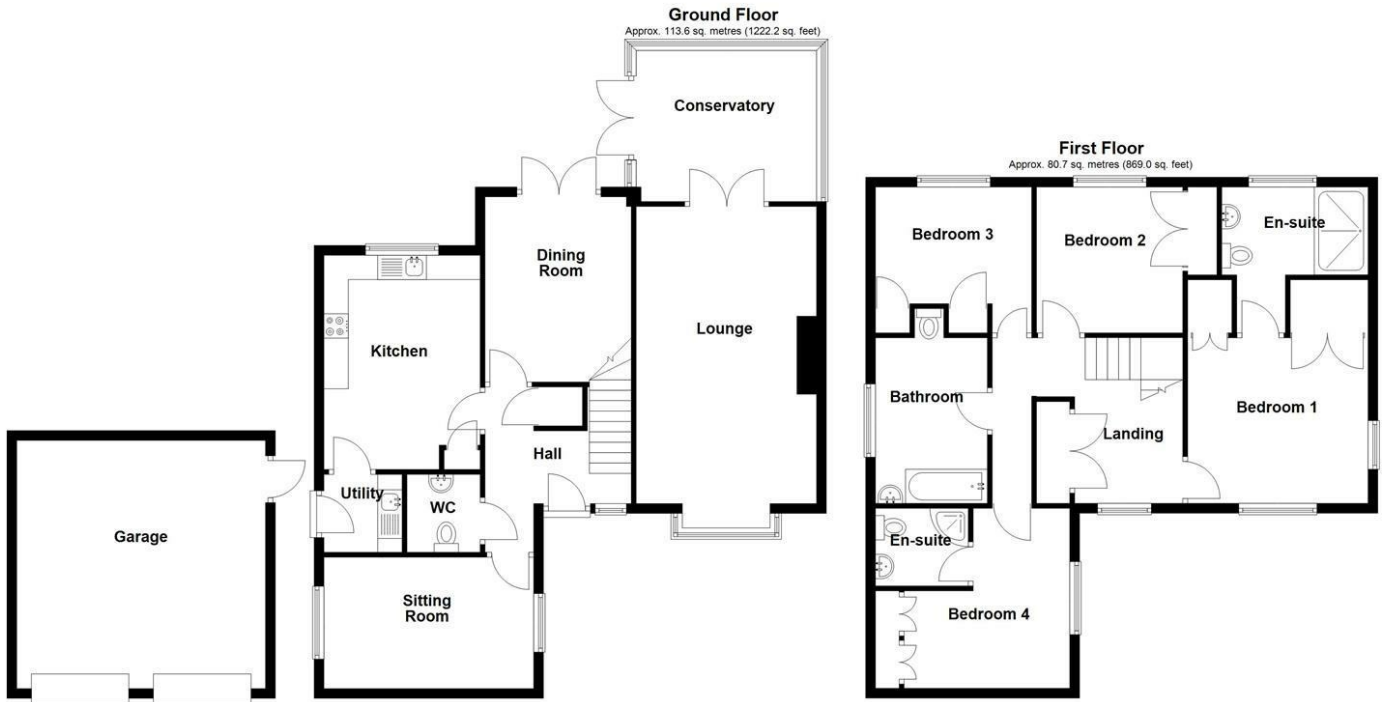 Ground Floor
Approx. 113.6 sq. metres (1222.2 sq. feet)
Conservatory
Dining
Room
Kitchen
Lounge
Hall
Utility
WC
Garage
Sitting
Room
First Floor
Approx. 80.7 sq. metres (869.0 sq. feet)
Bedroom 3
Bedroom 2
En-suite
Bathroom
Bedroom 1
Landing
En-suite
Bedroom 4